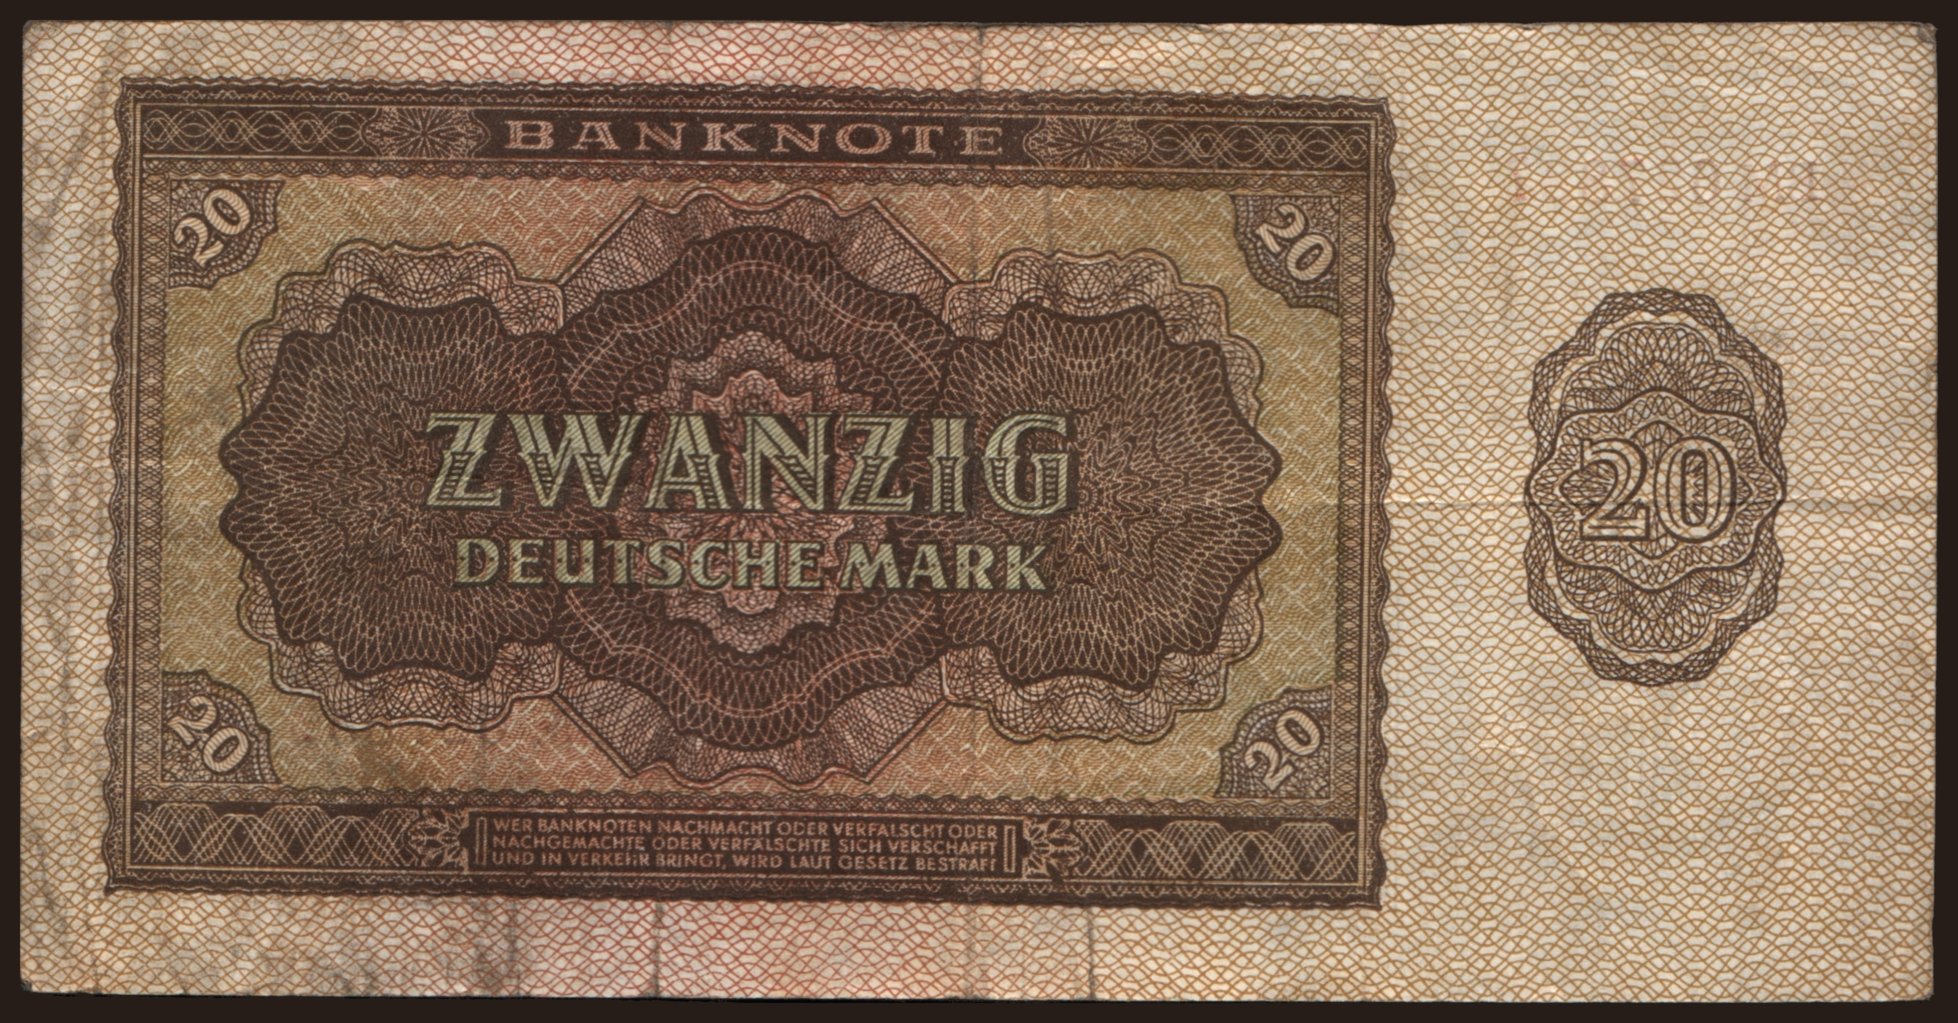 BANKNOTE
20
20
ZWANZIG
20
DEUTSCHE MARK
20
20
WER BANKNOTEN NACHMACHT ODER VERFALSCHT ODER
NACHGEMACHTE ODER VERFÄLSCHTE SICH VERSCHAFFT
UND IN VERKEHR BRINGT, WIRD LAUT GESETZ BESTRAFT